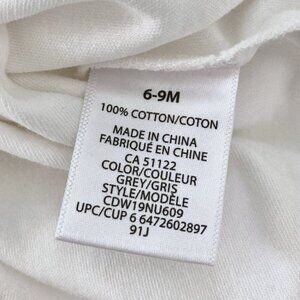 6-9M
100% COTTON/COTON
MADE IN CHINA
FABRIQUÉ EN CHINE
CA 51122
COLOR/COULEUR
GREY/GRIS
STYLE/MODÈLE
CDW19NU609
UPC/CUP 6 6472602897
91J